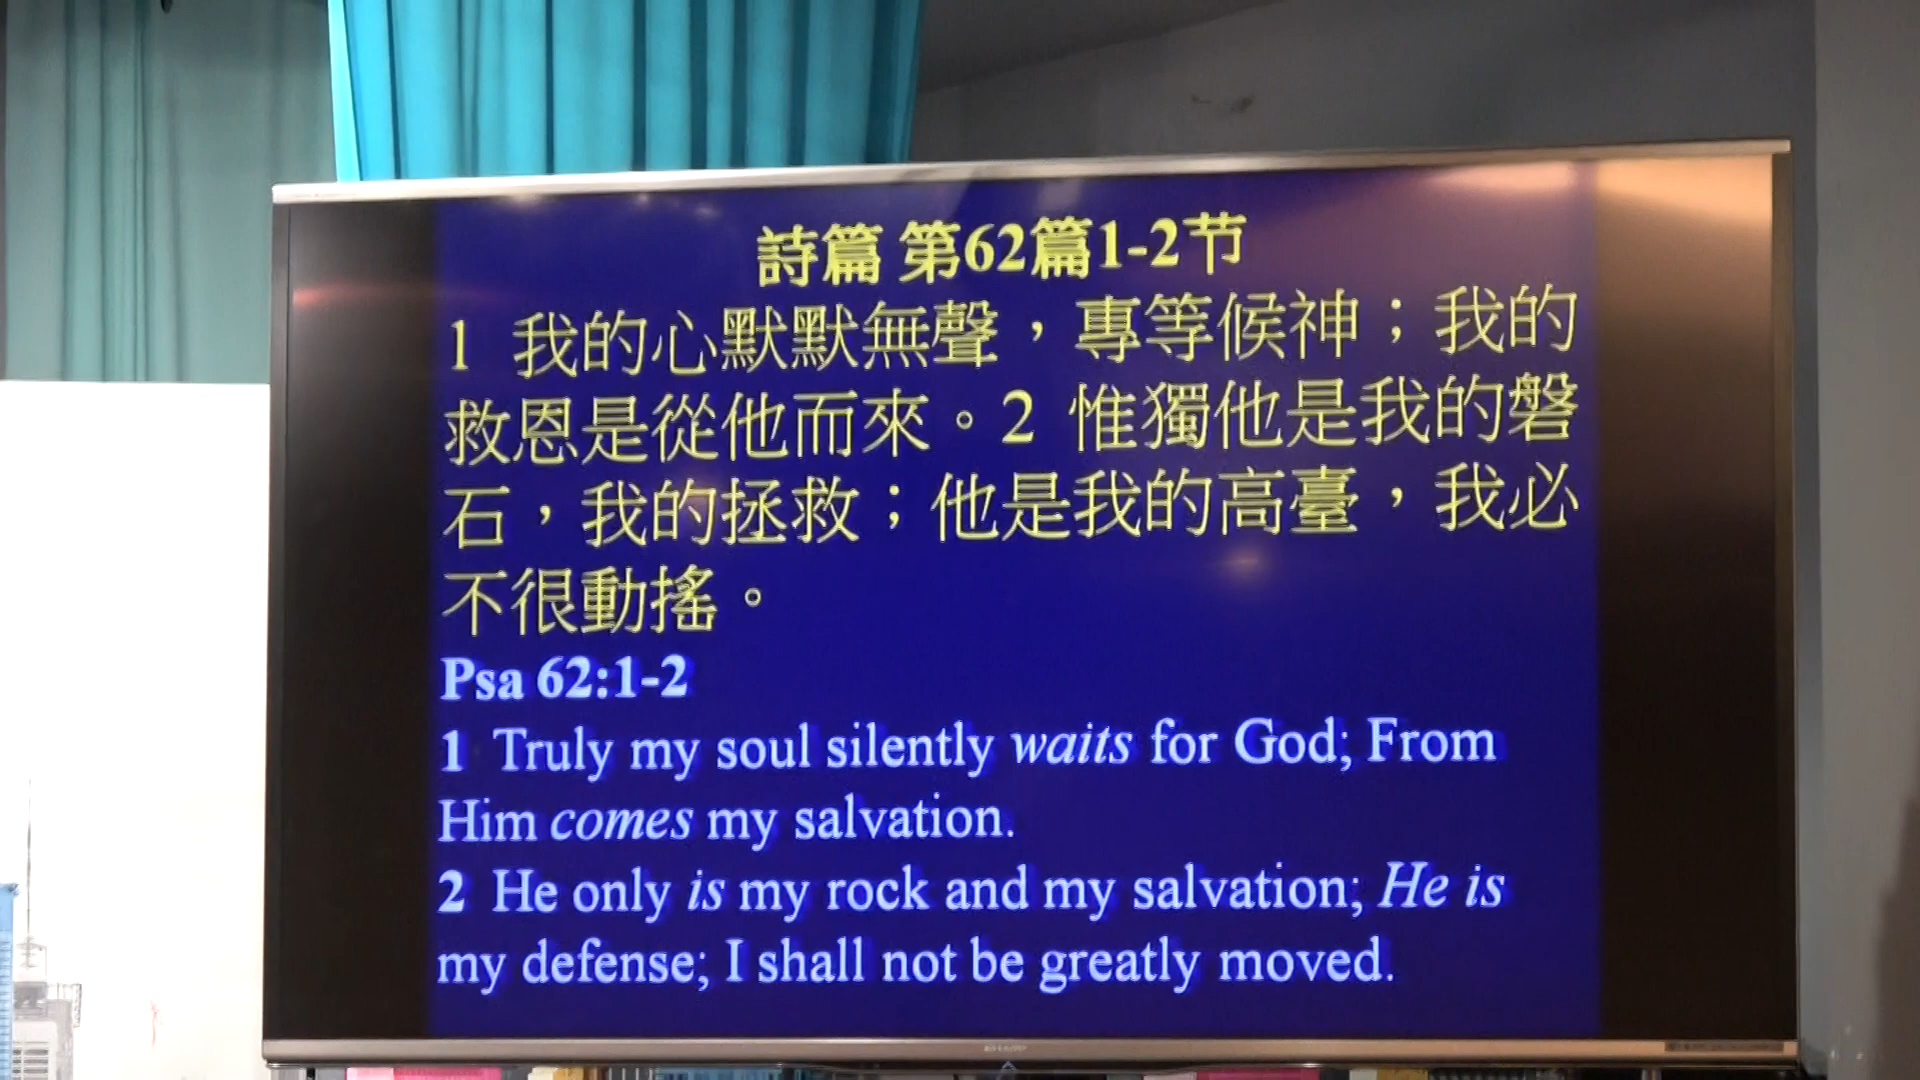 詩篇 第62篇1-2节
1 我的心默默無聲，專等候神；我的
救恩是從他而來。2 惟獨他是我的磐
石，我的拯救；他是我的高臺，我必
不很動搖。
Psa 62:1-2
1 Truly my soul silently waits for God; From
Him comes my salvation.
2 He only is my rock and my salvation; He is
my defense; I shall not be greatly moved.